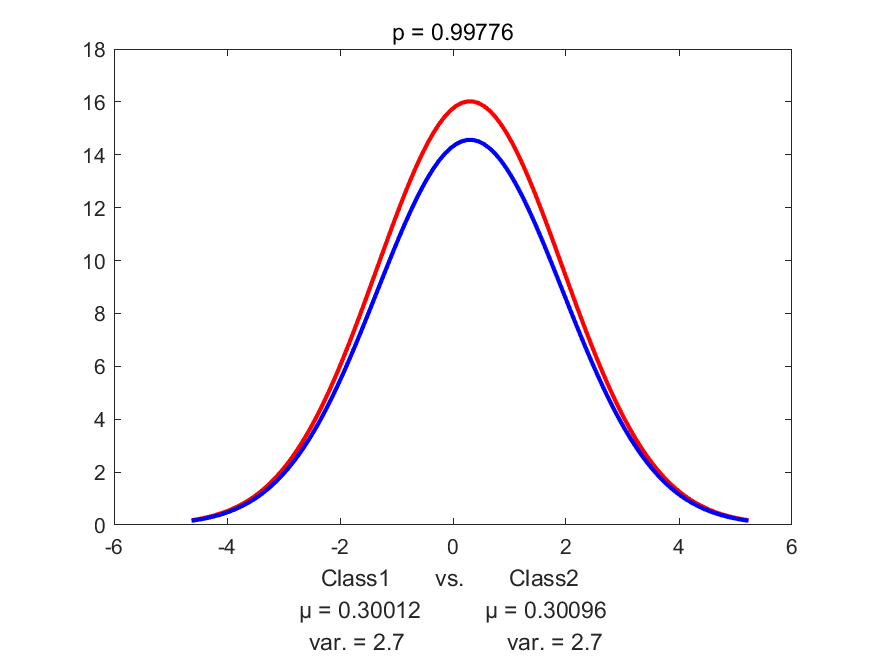 p = 0.99776
18
16
14
12
10
8
6
4
2
0
-6 -4 -2 0 2 4 6
Class1 vs. Class2
μ = 0.30012 μ = 0.30096
var. = 2.7 var. = 2.7